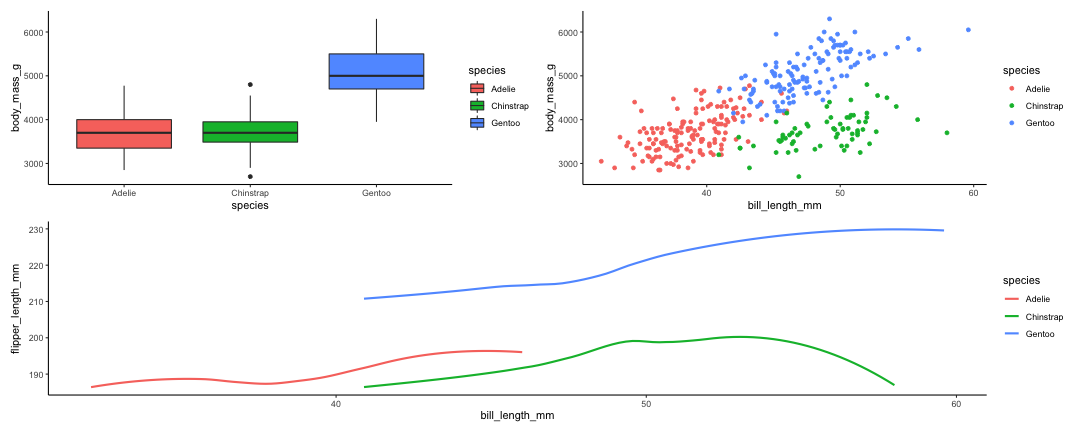 body_mass_g
6000
5000
4000
3000
Adelie
Chinstrap
Gentoo
species
species
Adelie
Chinstrap
Gentoo
body_mass_g
6000
5000
4000
3000
40
50
60
bill_length_mm
species
Adelie
Chinstrap
Gentoo
flipper_length_mm
230
220
210
200
190
40
50
60
bill_length_mm
species
Adelie
Chinstrap
Gentoo